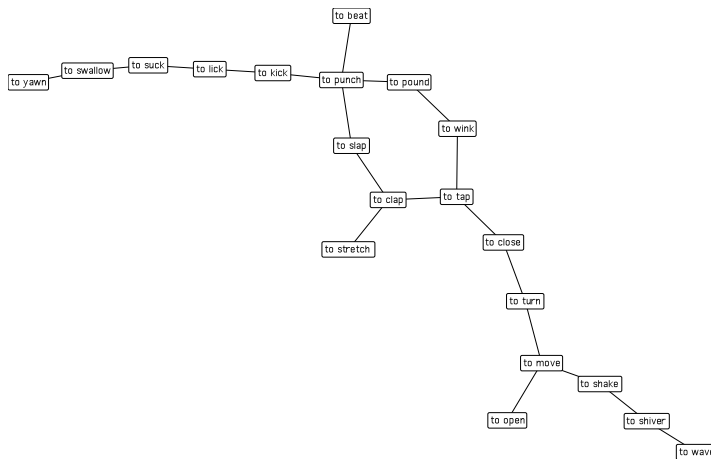 to beat
to yawn
to swallow
to suck
to lick
to kick
to punch
to pound
to wink
to slap
to clap
to tap
to stretch
to close
to turn
to move
to shake
to open
to shiver
to wave